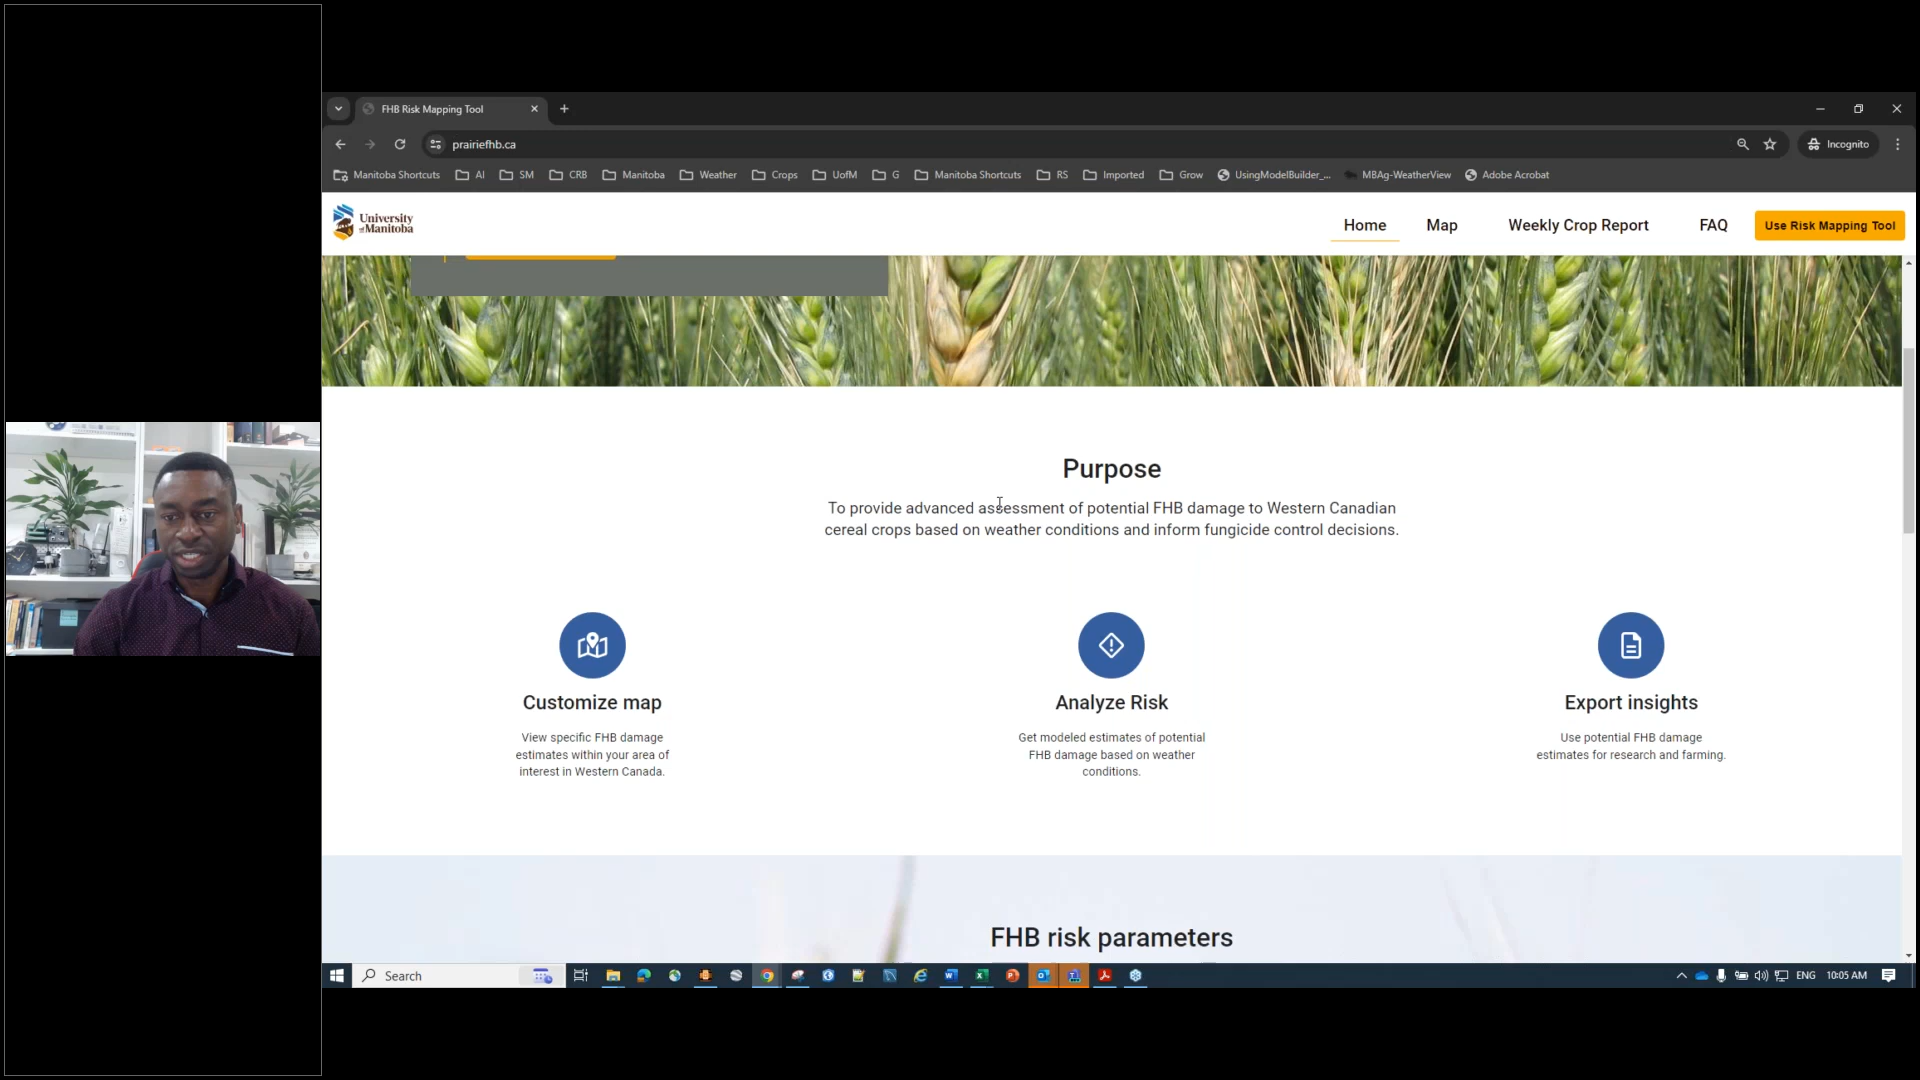 FHB Risk Mapping Tool
prairiefhb.ca
Incognito
Manitoba Shortcuts AI SM CRB Manitoba Weather Crops UofM G Manitoba Shortcuts RS Imported Grow UsingModelBuilder_... MBAg-WeatherView Adobe Acrobat
University
of Manitoba
Home Map Weekly Crop Report FAQ Use Risk Mapping Tool
Purpose
To provide advanced assessment of potential FHB damage to Western Canadian
cereal crops based on weather conditions and inform fungicide control decisions.
Customize map
View specific FHB damage
estimates within your area of
interest in Western Canada.
Analyze Risk
Get modeled estimates of potential
FHB damage based on weather
conditions.
Export insights
Use potential FHB damage
estimates for research and farming.
FHB risk parameters
Search
ENG 10:05 AM